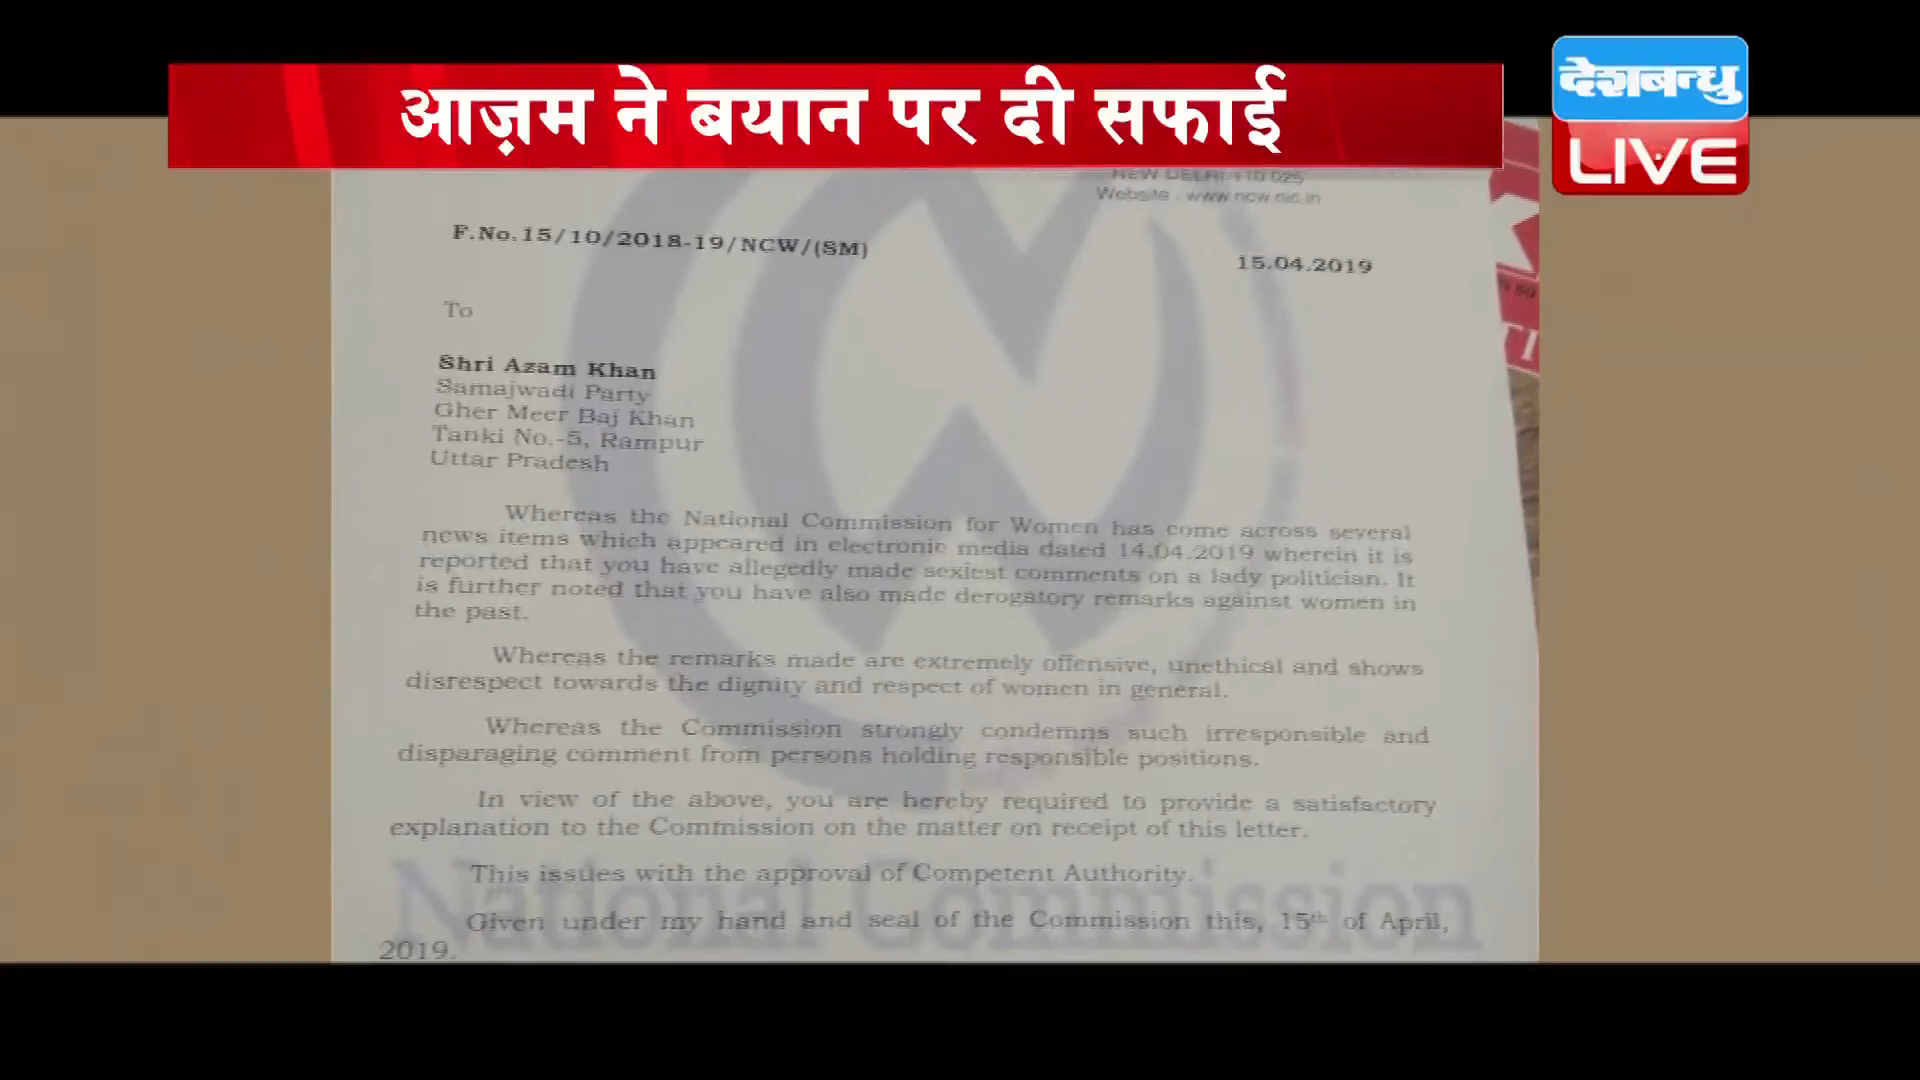 आज़म ने बयान पर दी सफाई
देशबन्धु
LIVE
NEW DELHI-110 025
Website : www.ncw.nic.in
F.No.15/10/2018-19/NCW/(SM)
15.04.2019
To
Shri Azam Khan
Samajwadi Party
Gher Meer Baj Khan
Tanki No.-5, Rampur
Uttar Pradesh
Whereas the National Commission for Women has come across several
news items which appeared in electronic media dated 14.04.2019 wherein it is
reported that you have allegedly made sexiest comments on a lady politician. It
is further noted that you have also made derogatory remarks against women in
the past.
Whereas the remarks made are extremely offensive, unethical and shows
disrespect towards the dignity and respect of women in general.
Whereas the Commission strongly condemns such irresponsible and
disparaging comment from persons holding responsible positions.
In view of the above, you are hereby required to provide a satisfactory
explanation to the Commission on the matter on receipt of this letter.
This issues with the approval of Competent Authority.
Given under my hand and seal of the Commission this, 15th of April,
2019.
National Commission